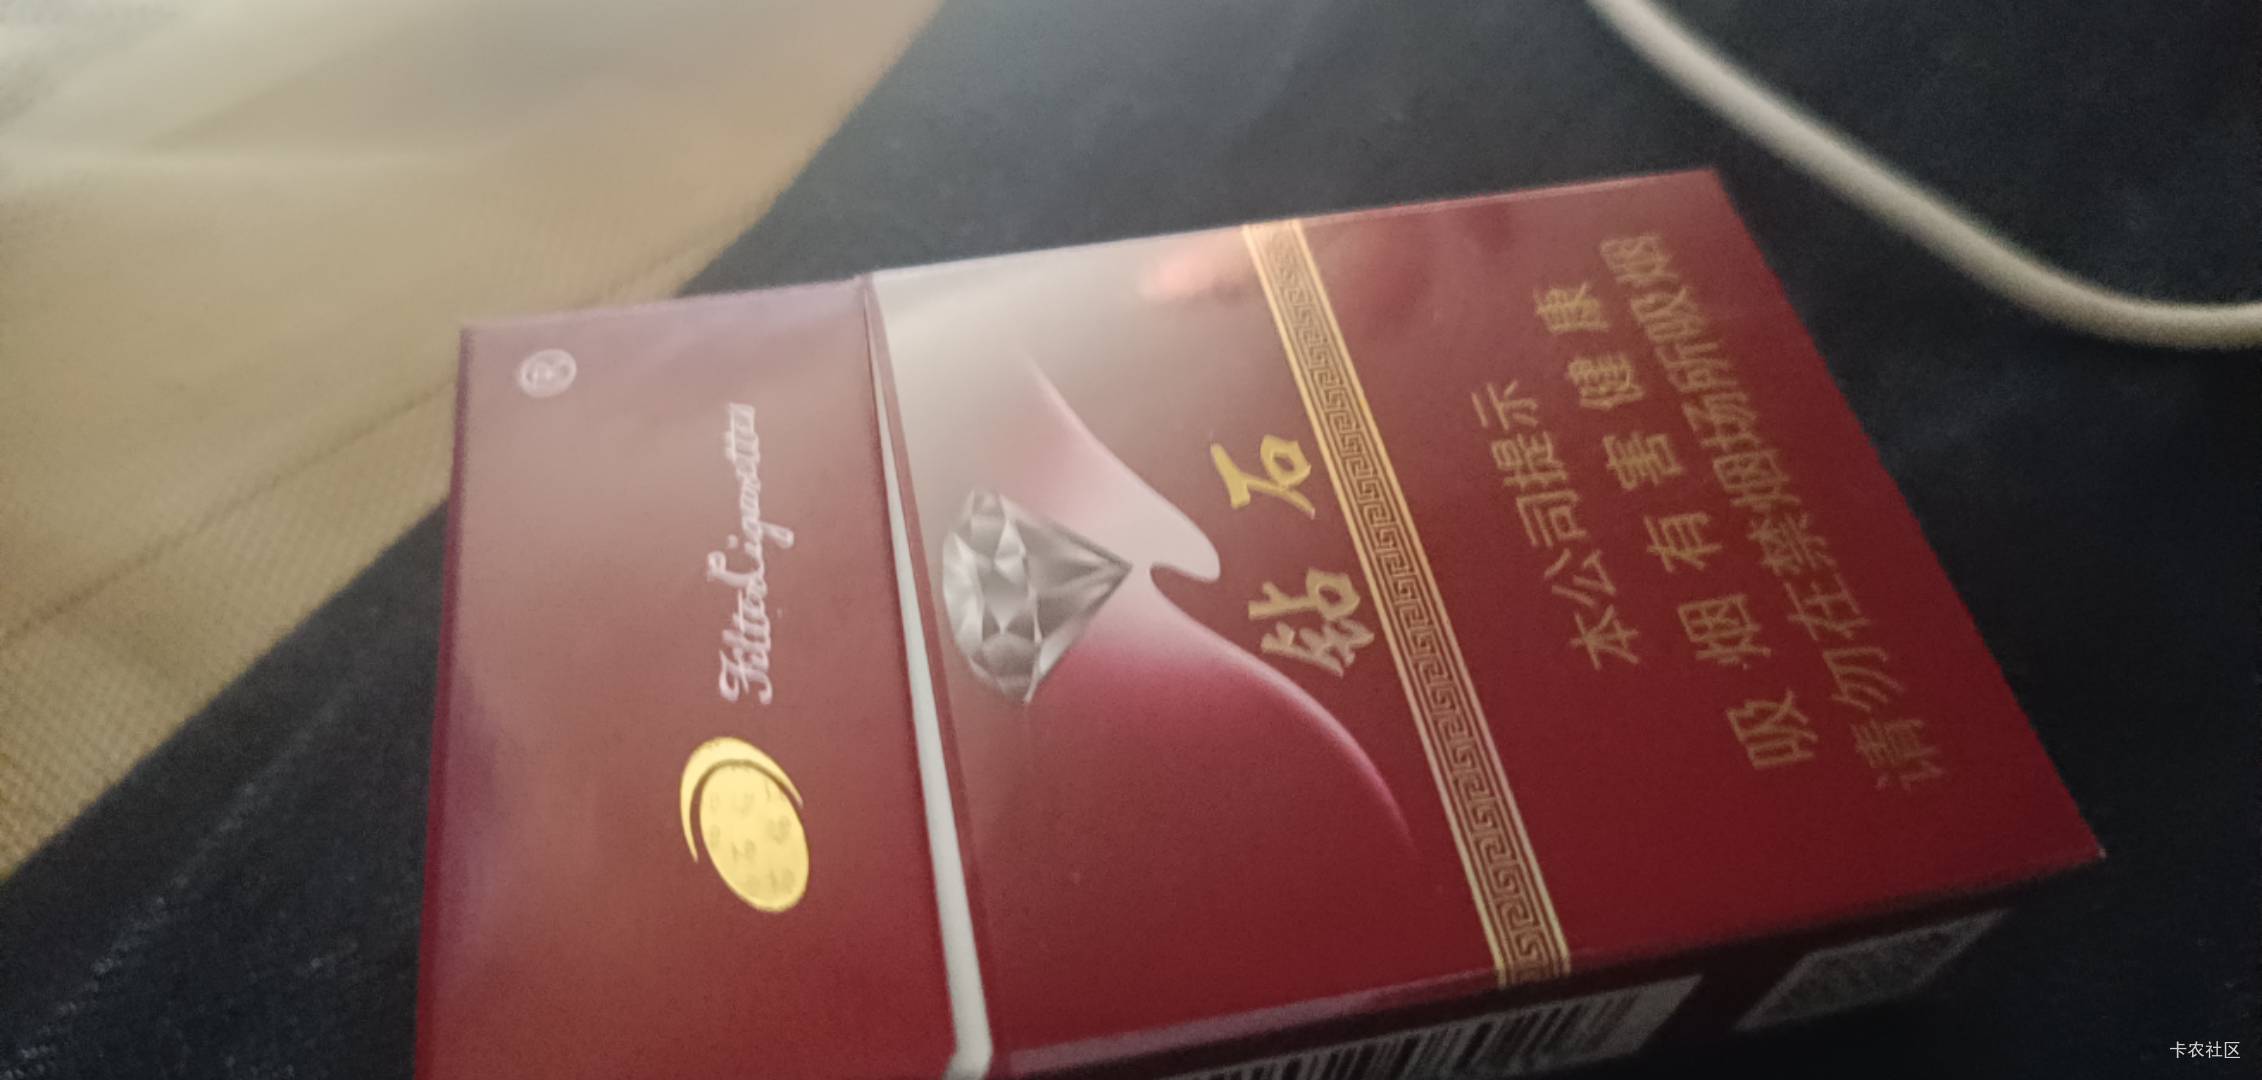 ®
Filter Cigarettes
钻石
本公司提示
吸烟有害健康
请勿在禁烟场所吸烟
卡农社区